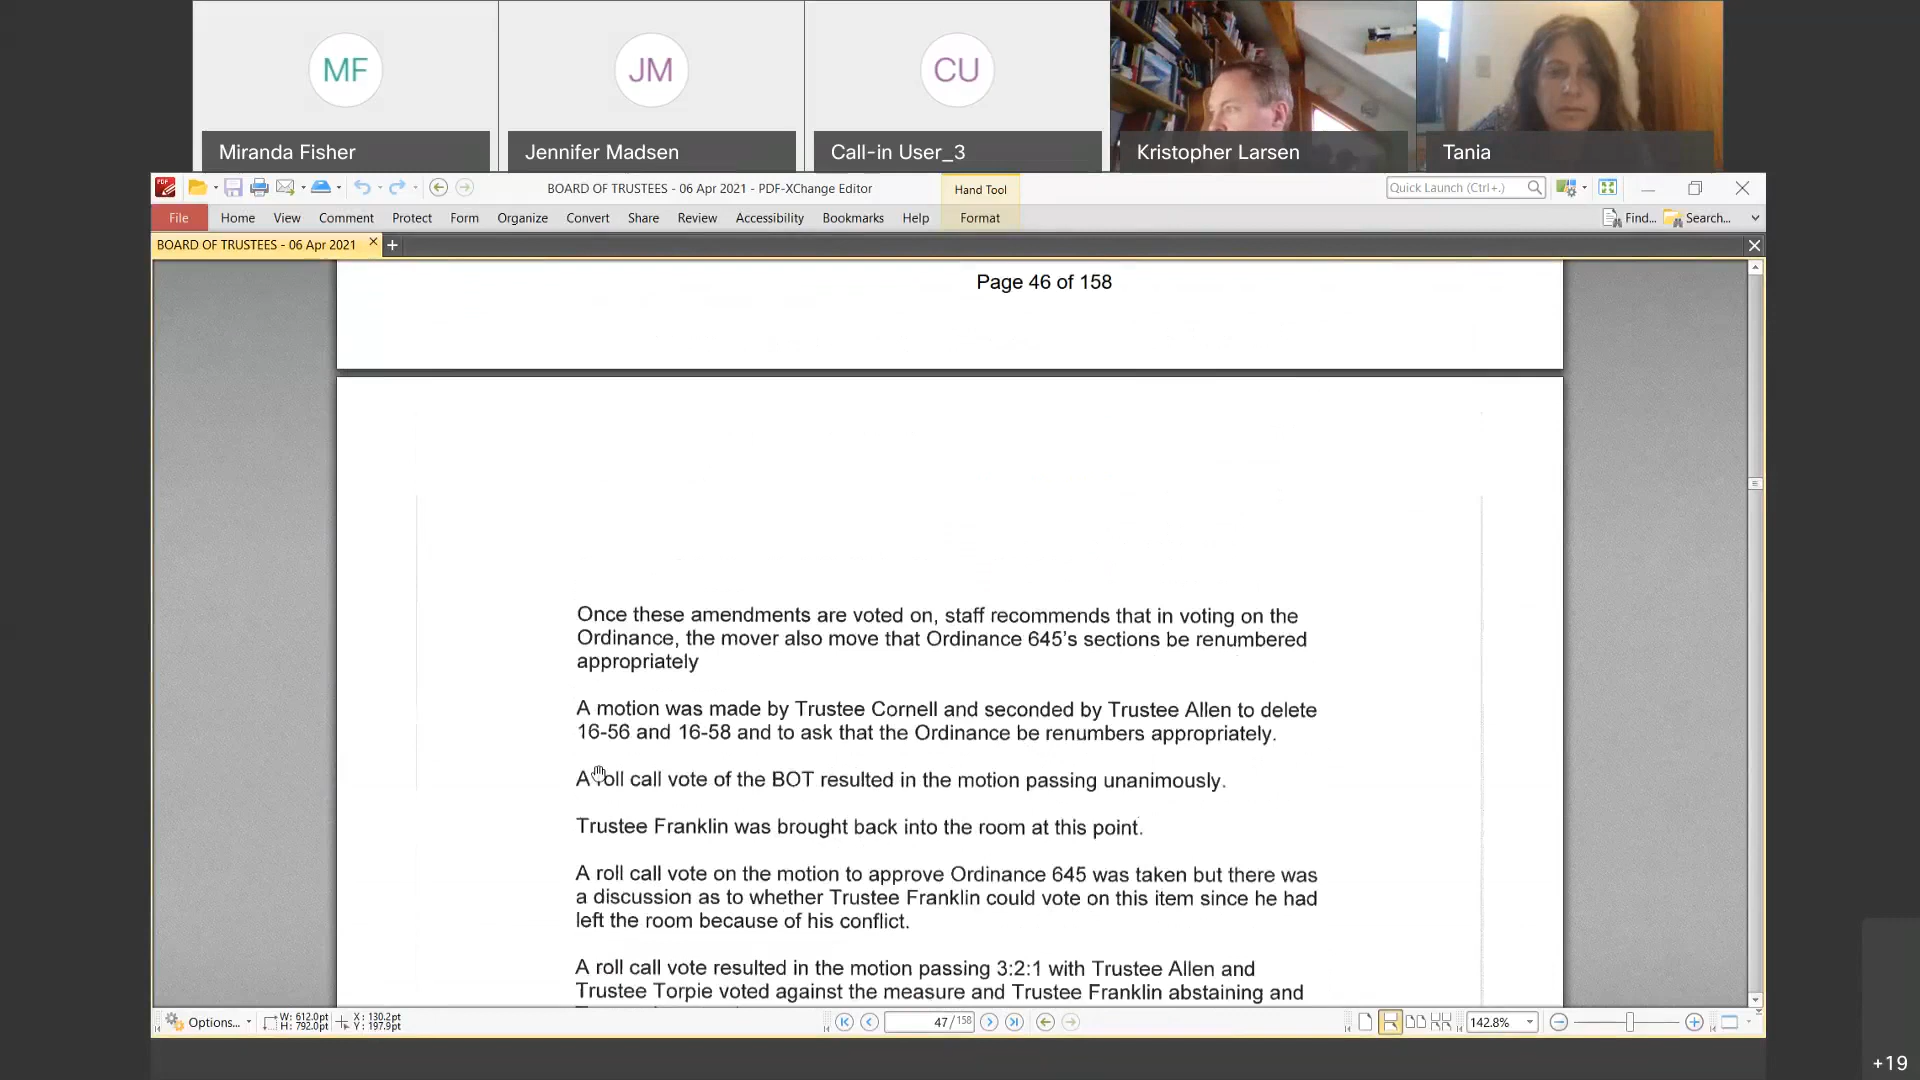 MF
JM
CU
Miranda Fisher
Jennifer Madsen
Call-in User_3
Kristopher Larsen
Tania
BOARD OF TRUSTEES - 06 Apr 2021 - PDF-XChange Editor
Hand Tool
Quick Launch (Ctrl+.)
File Home View Comment Protect Form Organize Convert Share Review Accessibility Bookmarks Help Format Find... Search...
BOARD OF TRUSTEES - 06 Apr 2021
Page 46 of 158
Once these amendments are voted on, staff recommends that in voting on the
Ordinance, the mover also move that Ordinance 645's sections be renumbered
appropriately
A motion was made by Trustee Cornell and seconded by Trustee Allen to delete
16-56 and 16-58 and to ask that the Ordinance be renumbers appropriately.
A roll call vote of the BOT resulted in the motion passing unanimously.
Trustee Franklin was brought back into the room at this point.
A roll call vote on the motion to approve Ordinance 645 was taken but there was
a discussion as to whether Trustee Franklin could vote on this item since he had
left the room because of his conflict.
A roll call vote resulted in the motion passing 3:2:1 with Trustee Allen and
Trustee Torpie voted against the measure and Trustee Franklin abstaining and
Options...
W: 612.0pt
H: 792.0pt
X: 130.2pt
Y: 197.9pt
47 / 158
142.8%
+19